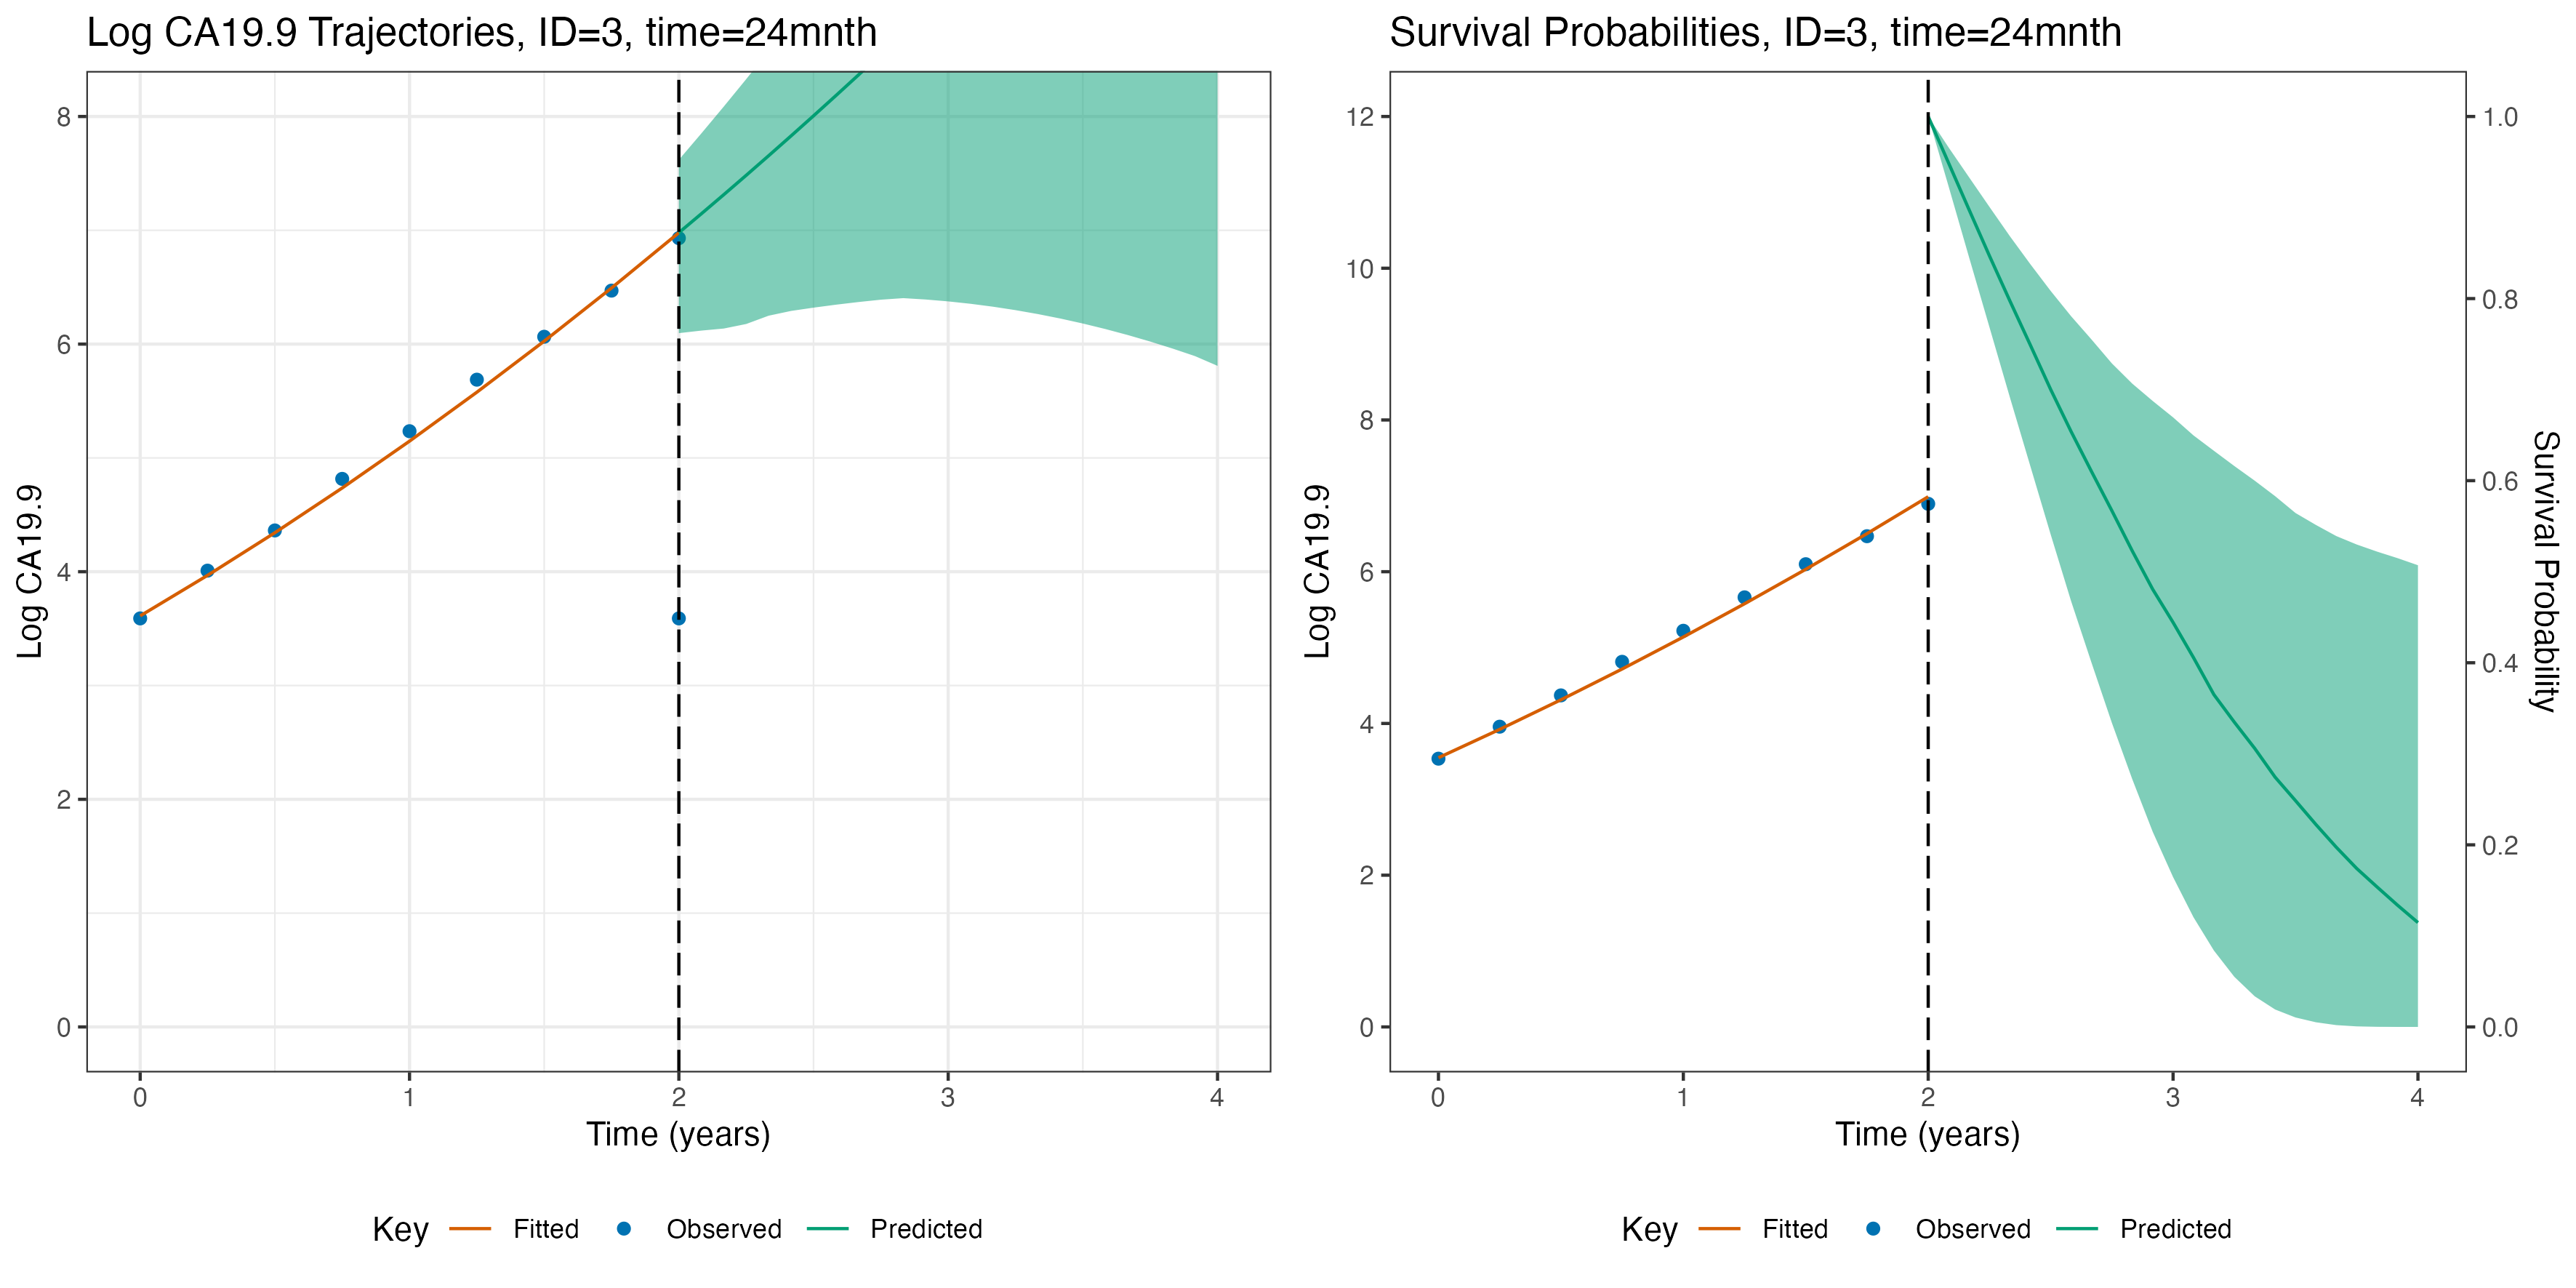 Log CA19.9 Trajectories, ID=3, time=24mnth
8
6
4
2
0
Log CA19.9
0 1 2 3 4
Time (years)
Key Fitted Observed Predicted
Survival Probabilities, ID=3, time=24mnth
12
10
8
6
4
2
0
Log CA19.9
1.0
0.8
0.6
0.4
0.2
0.0
Survival Probability
0 1 2 3 4
Time (years)
Key Fitted Observed Predicted